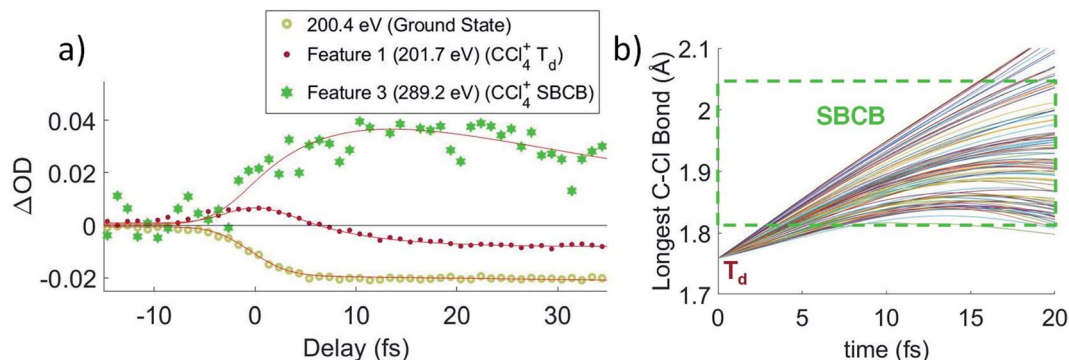 a)
200.4 eV (Ground State)
Feature 1 (201.7 eV) (CCl₄⁺ T_d)
Feature 3 (289.2 eV) (CCl₄⁺ SBCB)
ΔOD
0.04
0.02
0
-0.02
-10
0
10
20
30
Delay (fs)
b)
Longest C-Cl Bond (Å)
2.1
2
1.9
1.8
1.7
SBCB
T_d
0
5
10
15
20
time (fs)